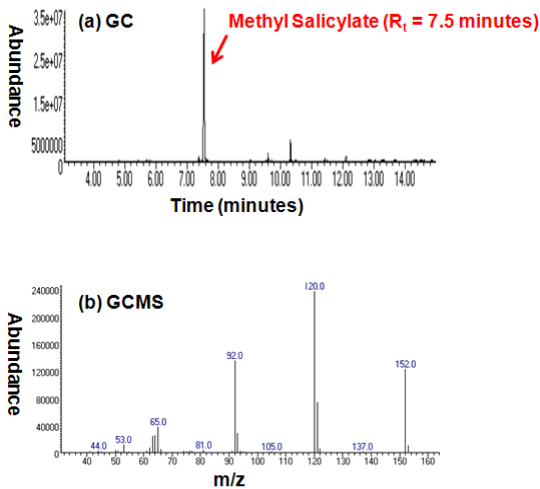 (a) GC
Methyl Salicylate (Rt = 7.5 minutes)
Abundance
3.5e+07
2.5e+07
1.5e+07
5000000
0
4.00 5.00 6.00 7.00 8.00 9.00 10.00 11.00 12.00 13.00 14.00
Time (minutes)
(b) GCMS
Abundance
240000
200000
160000
120000
80000
40000
0
44.0 53.0 65.0 81.0 92.0 105.0 120.0 137.0 152.0
40 50 60 70 80 90 100 110 120 130 140 150 160
m/z